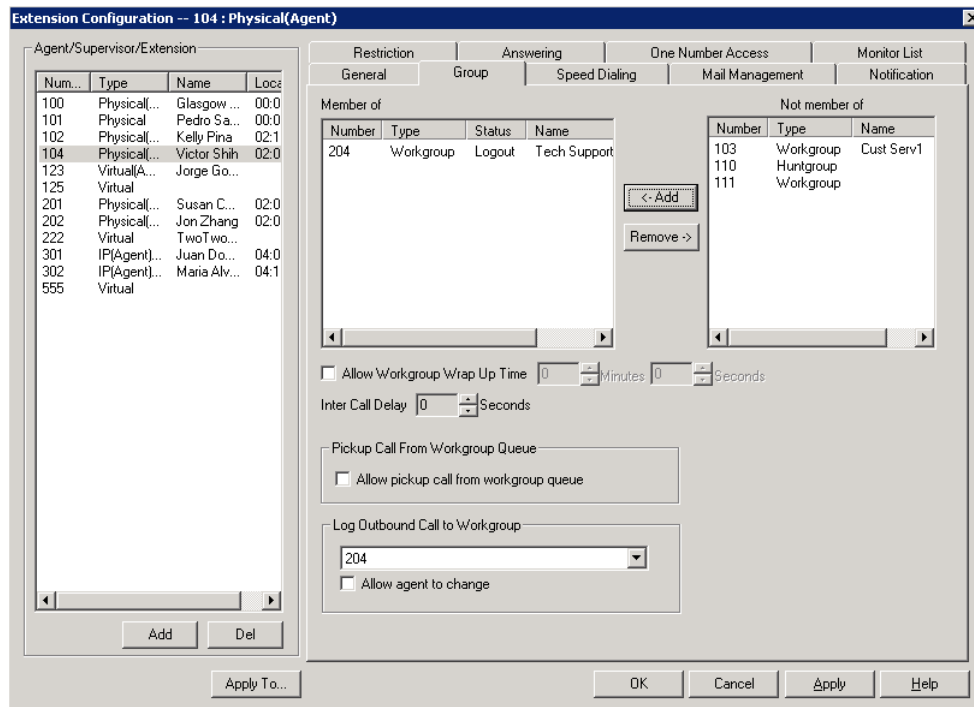 Extension Configuration -- 104 : Physical(Agent)
Agent/Supervisor/Extension
Num... Type Name Loca
100 Physical(... Glasgow ... 00:0
101 Physical Pedro Sa... 00:0
102 Physical(... Kelly Pina 02:1
104 Physical(... Victor Shih 02:0
123 Virtual(A... Jorge Go...
125 Virtual
201 Physical(... Susan C... 02:0
202 Physical(... Jon Zhang 02:0
222 Virtual TwoTwo...
301 IP(Agent)... Juan Do... 04:0
302 IP(Agent)... Maria Alv... 04:1
555 Virtual
Add Del
Apply To...
Restriction Answering One Number Access Monitor List
General Group Speed Dialing Mail Management Notification
Member of
Number Type Status Name
204 Workgroup Logout Tech Support
<- Add
Remove ->
Not member of
Number Type Name
103 Workgroup Cust Serv1
110 Huntgroup
111 Workgroup
Allow Workgroup Wrap Up Time 0 Minutes 0 Seconds
Inter Call Delay 0 Seconds
Pickup Call From Workgroup Queue
Allow pickup call from workgroup queue
Log Outbound Call to Workgroup
204
Allow agent to change
OK Cancel Apply Help